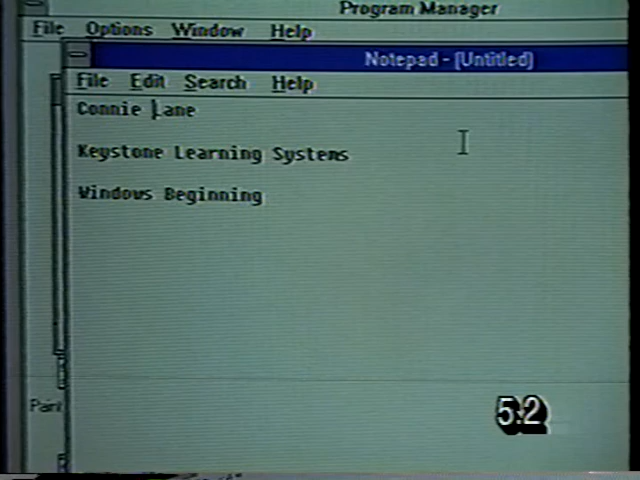 Program Manager
File Options Window Help
Notepad - [Untitled]
File Edit Search Help
Connie Lane
Keystone Learning Systems
Windows Beginning
Paint
5.2